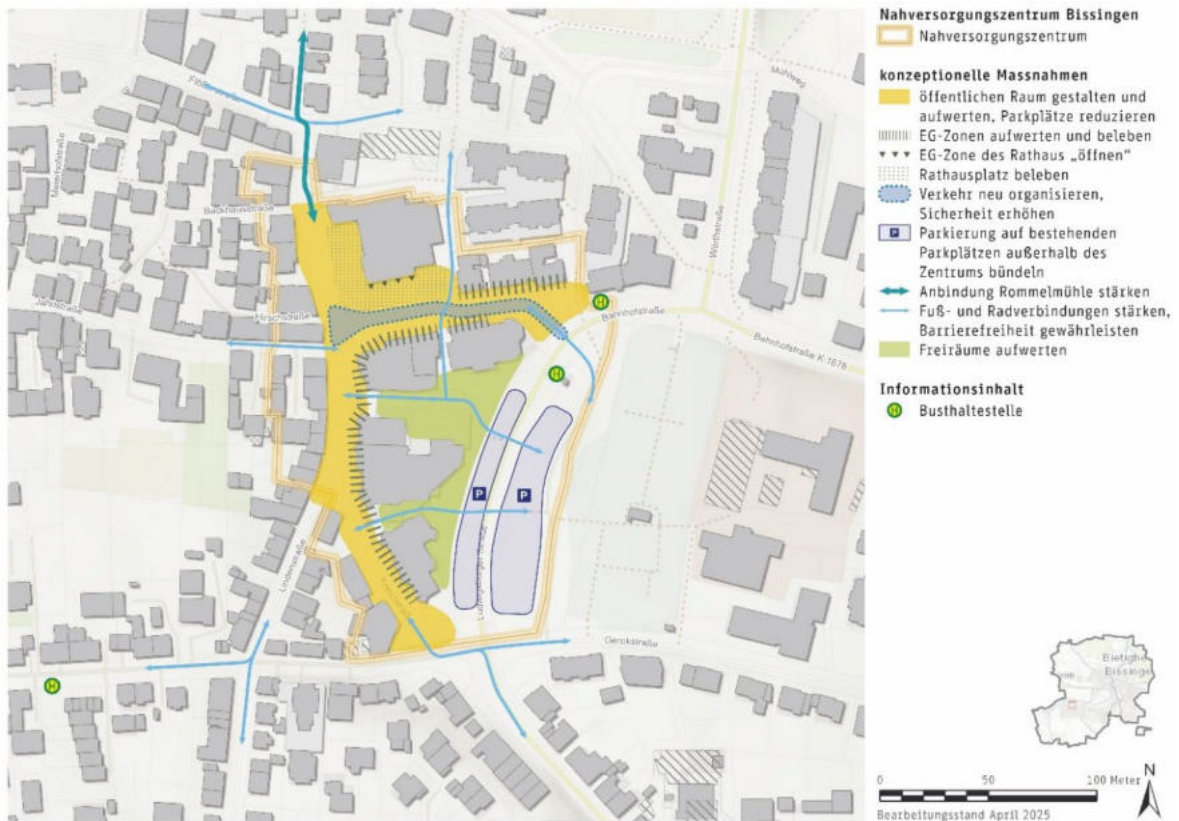 Nahversorgungszentrum Bissingen
Nahversorgungszentrum
konzeptionelle Massnahmen
öffentlichen Raum gestalten und
aufwerten, Parkplätze reduzieren
EG-Zonen aufwerten und beleben
EG-Zone des Rathaus „öffnen“
Rathausplatz beleben
Verkehr neu organisieren,
Sicherheit erhöhen
P
Parkierung auf bestehenden
Parkplätzen außerhalb des
Zentrums bündeln
Anbindung Rommelmühle stärken
Fuß- und Radverbindungen stärken,
Barrierefreiheit gewährleisten
Freiräume aufwerten
Informationsinhalt
H
Busthaltestelle
Mühlweg
Backhausstraße
Wörthstraße
Jahnstraße
Hirschstraße
H
Bahnhofstraße
Bahnhofstraße K 1678
H
P
P
Lindenstraße
Gerokstraße
H
0 50 100 Meter
N
Bearbeitungsstand April 2025